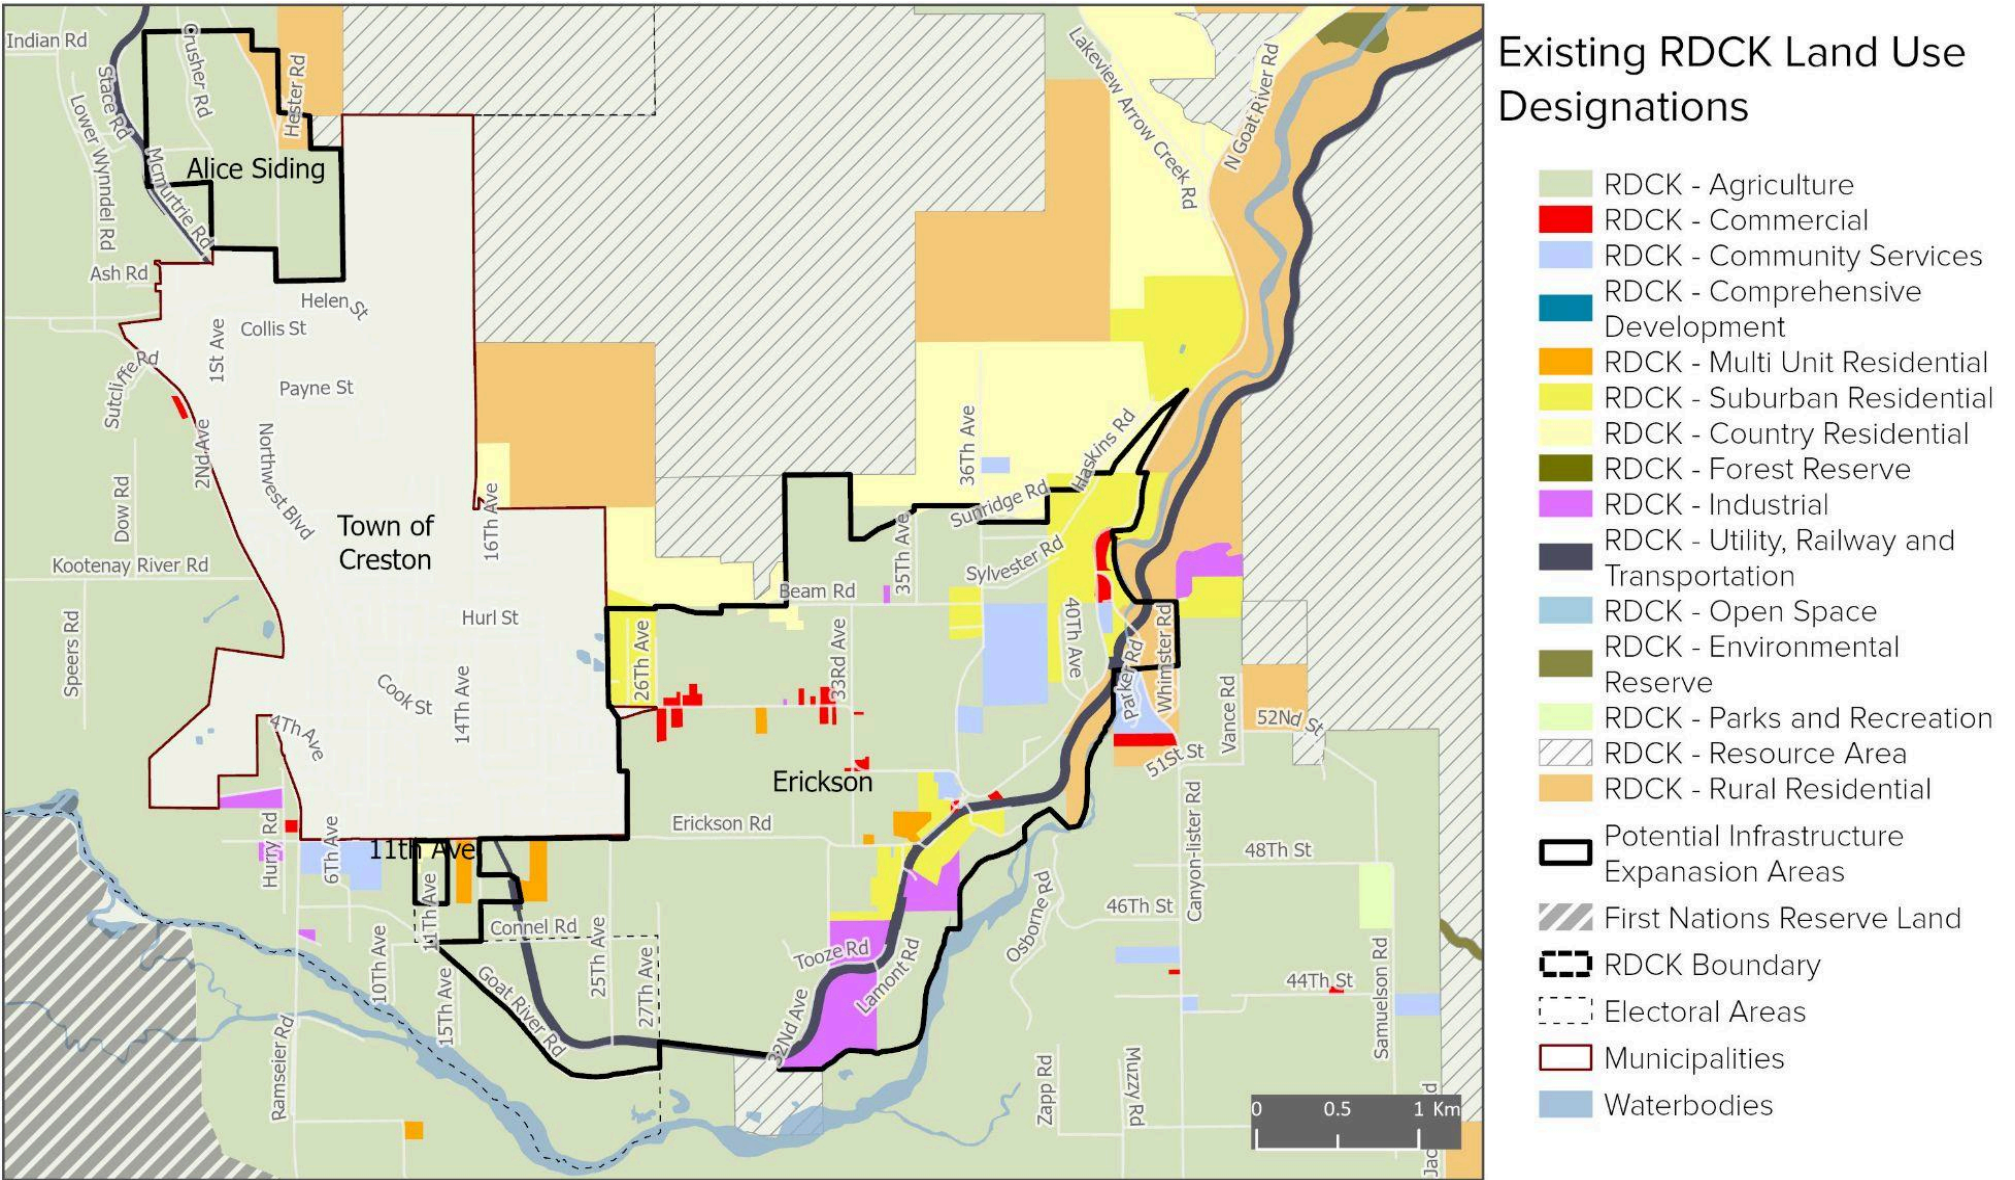 Existing RDCK Land Use
Designations
RDCK - Agriculture
RDCK - Commercial
RDCK - Community Services
RDCK - Comprehensive
Development
RDCK - Multi Unit Residential
RDCK - Suburban Residential
RDCK - Country Residential
RDCK - Forest Reserve
RDCK - Industrial
RDCK - Utility, Railway and
Transportation
RDCK - Open Space
RDCK - Environmental
Reserve
RDCK - Parks and Recreation
RDCK - Resource Area
RDCK - Rural Residential
Potential Infrastructure
Expanasion Areas
First Nations Reserve Land
RDCK Boundary
Electoral Areas
Municipalities
Waterbodies
Indian Rd
Stace Rd
Crusher Rd
Hester Rd
Lower Wynndel Rd
Mcmurtrie Rd
Alice Siding
Ash Rd
Helen St
Collis St
1St Ave
Sutcliffe Rd
Payne St
2Nd Ave
Northwest Blvd
Dow Rd
Town of
Creston
16Th Ave
Kootenay River Rd
Speers Rd
Hurl St
Cook St
14Th Ave
4Th Ave
Lakeview Arrow Creek Rd
N Goat River Rd
36Th Ave
Haskins Rd
Sunridge Rd
35Th Ave
Sylvester Rd
Beam Rd
26Th Ave
33Rd Ave
40Th Ave
Parker Rd
Whimster Rd
Vance Rd
52Nd St
51St St
Erickson
Erickson Rd
Canyon-lister Rd
48Th St
46Th St
Hurry Rd
6Th Ave
11th Ave
11Th Ave
10Th Ave
15Th Ave
Connel Rd
Goat River Rd
25Th Ave
27Th Ave
Tooze Rd
Lamont Rd
32Nd Ave
Osborne Rd
44Th St
Samuelson Rd
Ramseier Rd
Zapp Rd
Muzzy Rd
0 0.5 1 Km